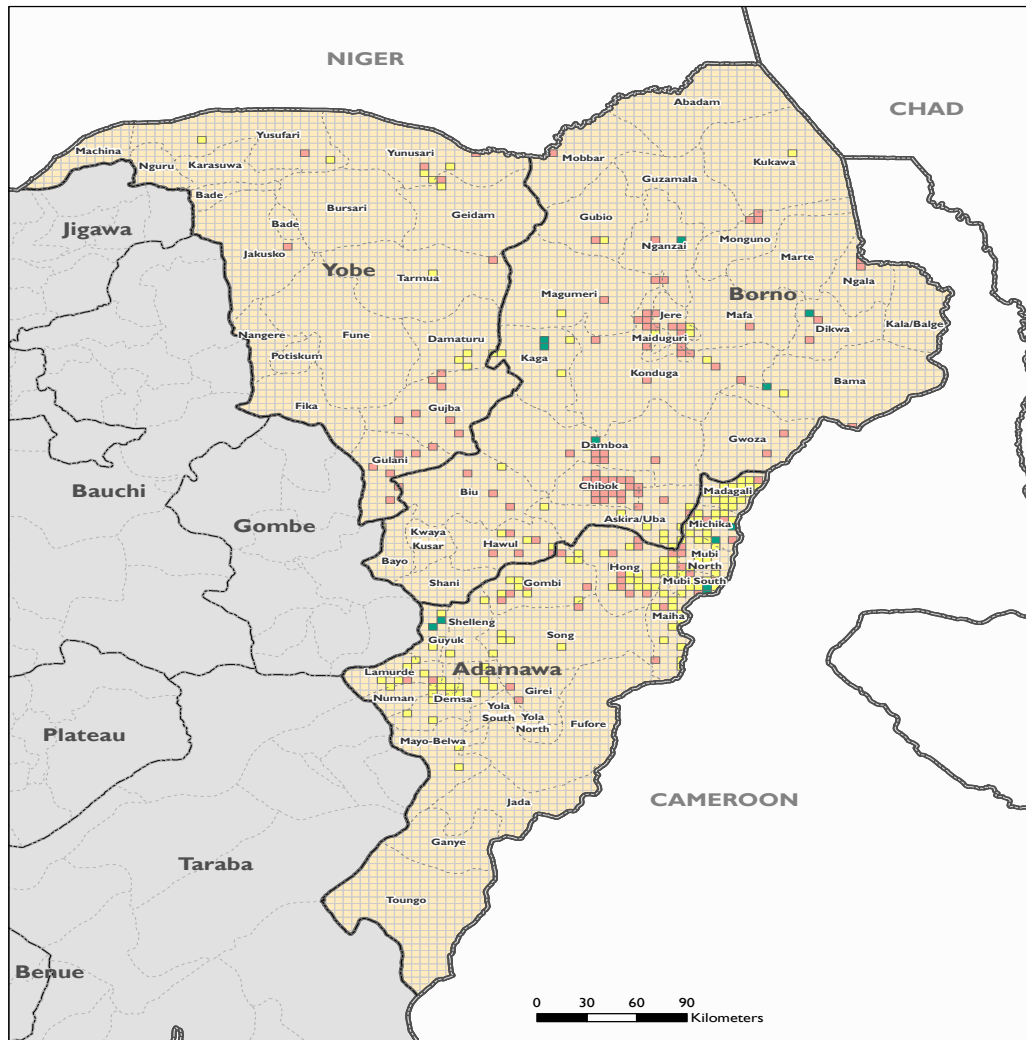 NIGER
Abadam
CHAD
Yusufari
Machina
Yunusari
Mobbar
Kukawa
Nguru
Karasuwa
Guzamala
Bade
Bursari
Geidam
Gubio
Jigawa
Bade
Nganzai
Monguno
Jakusko
Marte
Yobe
Tarmua
Ngala
Magumeri
Borno
Jere
Mafa
Kala/Balge
Nangere
Fune
Damaturu
Maiduguri
Dikwa
Potiskum
Kaga
Konduga
Bama
Fika
Gujba
Gwoza
Damboa
Gulani
Bauchi
Biu
Chibok
Madagali
Gombe
Askira/Uba
Michika
Kwaya
Kusar
Hawul
Mubi
North
Bayo
Hong
Shani
Gombi
Mubi South
Maiha
Shelleng
Guyuk
Song
Lamurde
Adamawa
Numan
Demsa
Girei
Yola
South
Yola
North
Fufore
Plateau
Mayo-Belwa
CAMEROON
Jada
Ganye
Taraba
Toungo
Benue
0 30 60 90
Kilometers